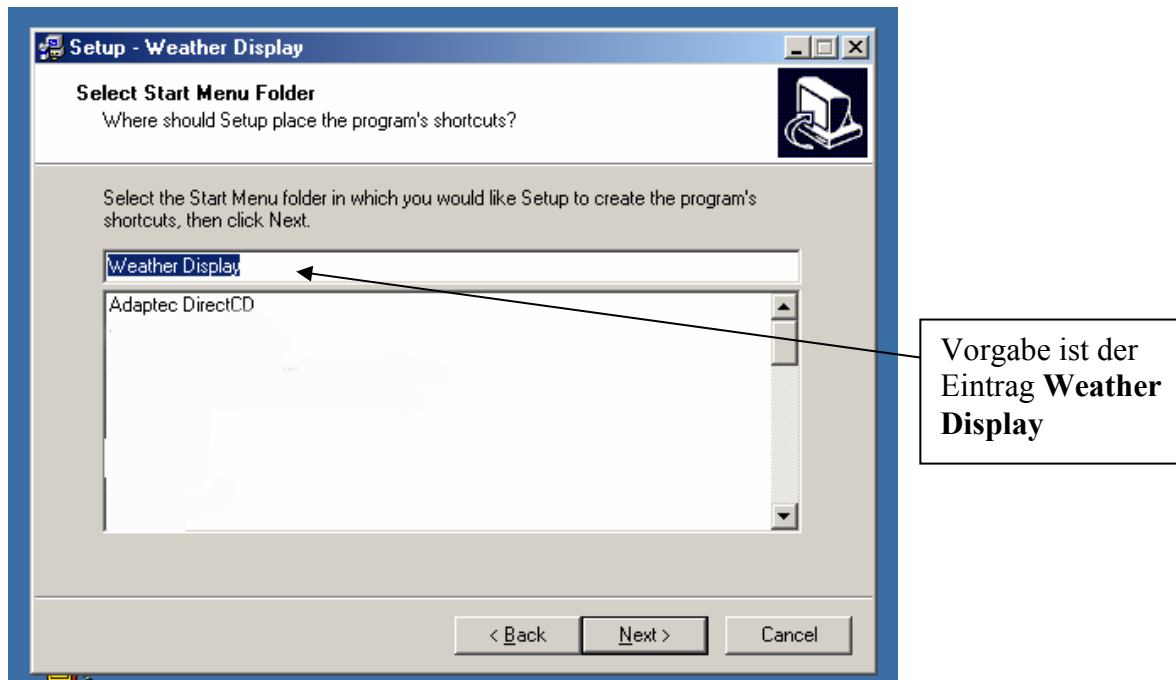 Setup - Weather Display
Select Start Menu Folder
Where should Setup place the program's shortcuts?
Select the Start Menu folder in which you would like Setup to create the program's
shortcuts, then click Next.
Weather Display
Adaptec DirectCD
Vorgabe ist der
Eintrag Weather
Display
< Back
Next >
Cancel